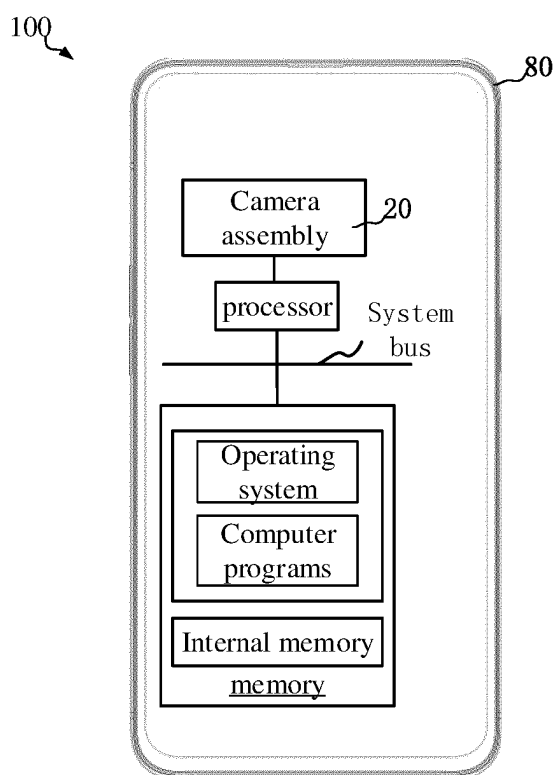 100
80
Camera
assembly
20
processor
System
bus
Operating
system
Computer
programs
Internal memory
memory